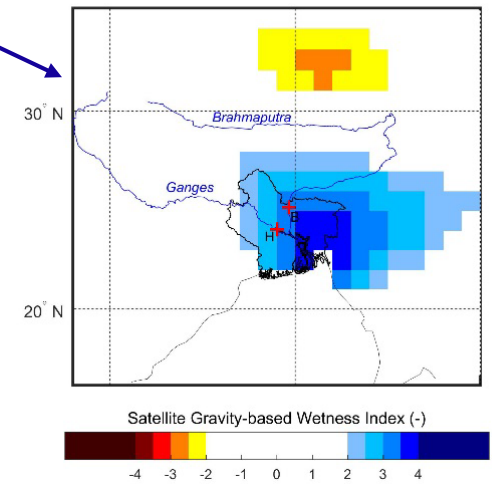 30° N
Brahmaputra
Ganges
B
H
20° N
Satellite Gravity-based Wetness Index (-)
-4 -3 -2 -1 0 1 2 3 4